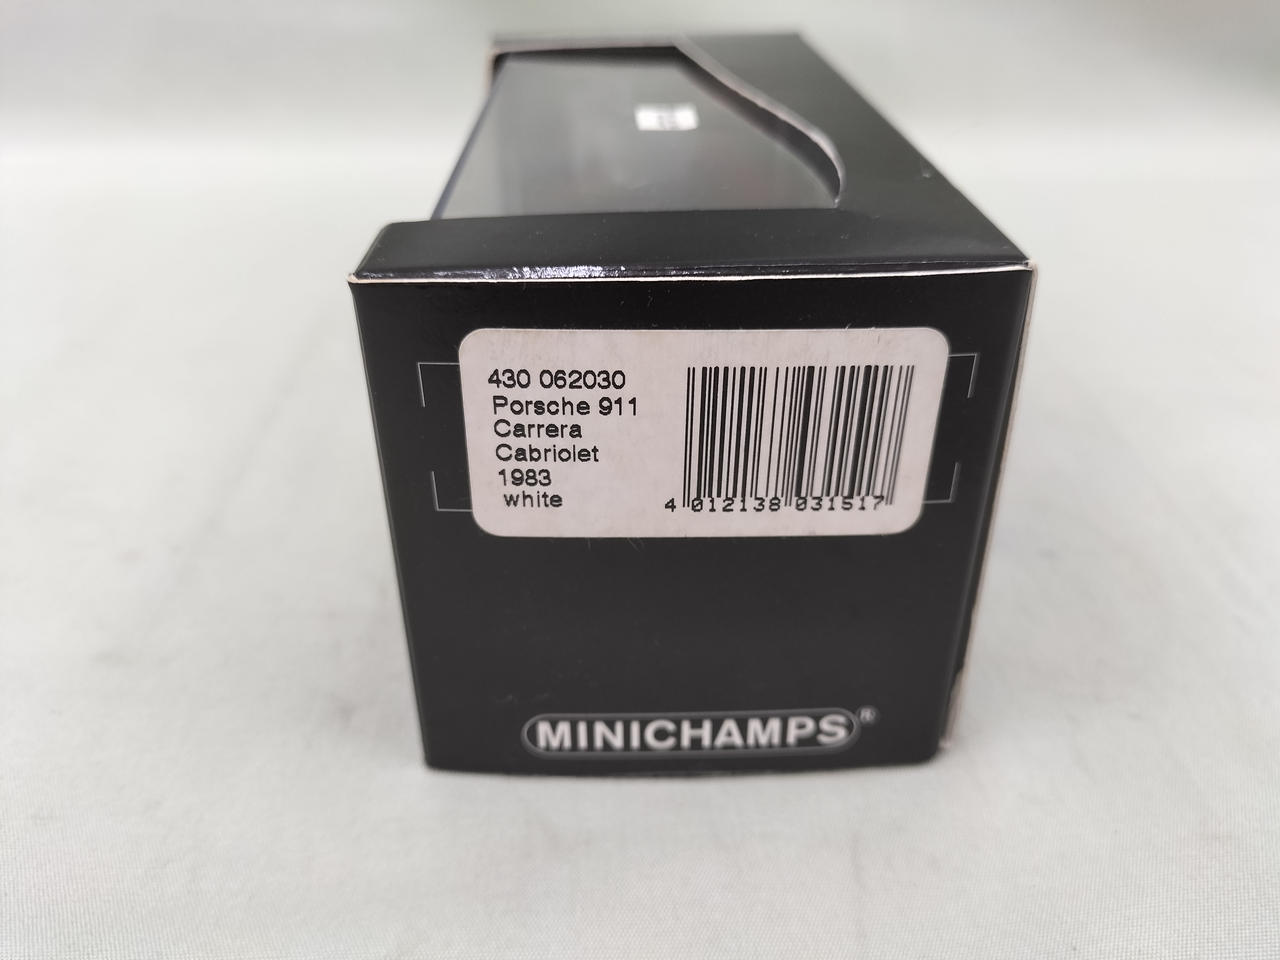 430 062030
Porsche 911
Carrera
Cabriolet
1983
white
4 012138 031517
MINICHAMPS®